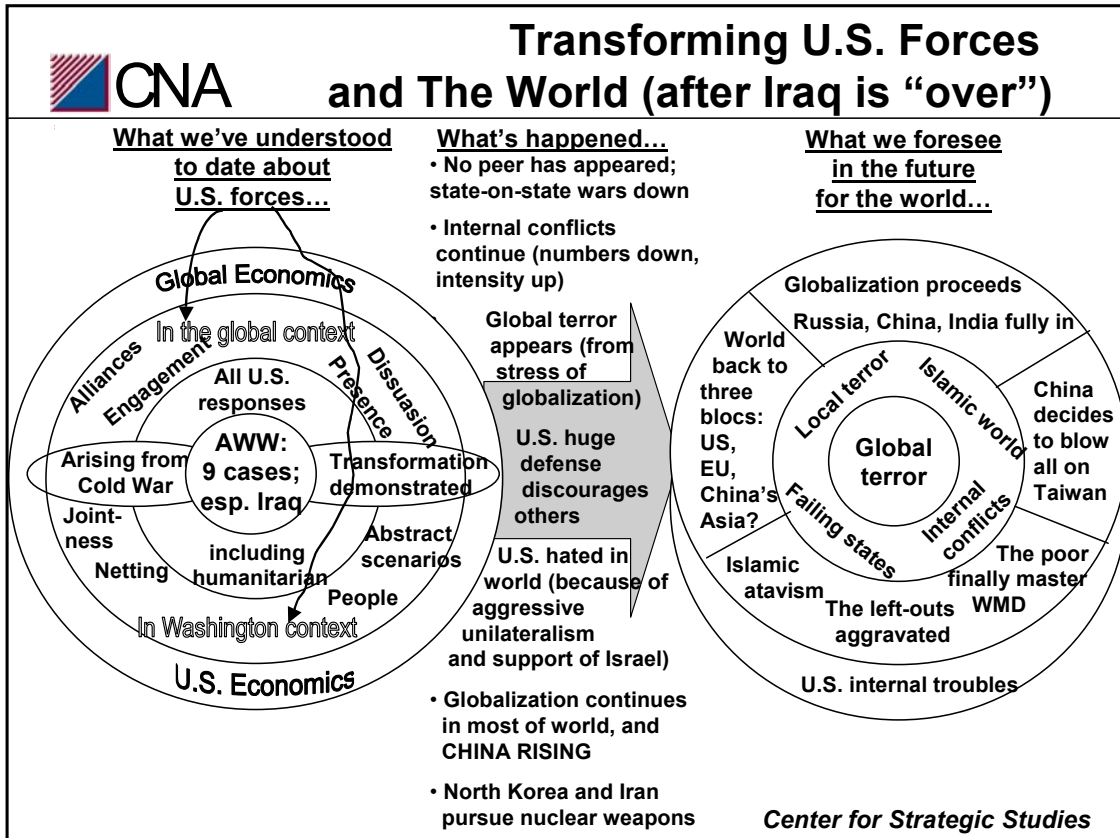 CNA
Transforming U.S. Forces
and The World (after Iraq is “over”)
What we’ve understood
to date about
U.S. forces…
Global Economics
In the global context
Alliances
Engagement
Presence
Dissuasion
All U.S.
responses
AWW:
9 cases;
esp. Iraq
Arising from
Cold War
Transformation
demonstrated
Joint-
ness
Netting
including
humanitarian
Abstract
scenarios
People
In Washington context
U.S. Economics
What’s happened…
• No peer has appeared;
state-on-state wars down
• Internal conflicts
continue (numbers down,
intensity up)
Global terror
appears (from
stress of
globalization)
U.S. huge
defense
discourages
others
U.S. hated in
world (because of
aggressive
unilateralism
and support of Israel)
• Globalization continues
in most of world, and
CHINA RISING
• North Korea and Iran
pursue nuclear weapons
What we foresee
in the future
for the world…
Globalization proceeds
Russia, China, India fully in
World
back to
three
blocs:
US,
EU,
China’s
Asia?
Local terror
Islamic world
Global
terror
Failing states
Internal
conflicts
China
decides
to blow
all on
Taiwan
Islamic
atavism
The left-outs
aggravated
The poor
finally master
WMD
U.S. internal troubles
Center for Strategic Studies